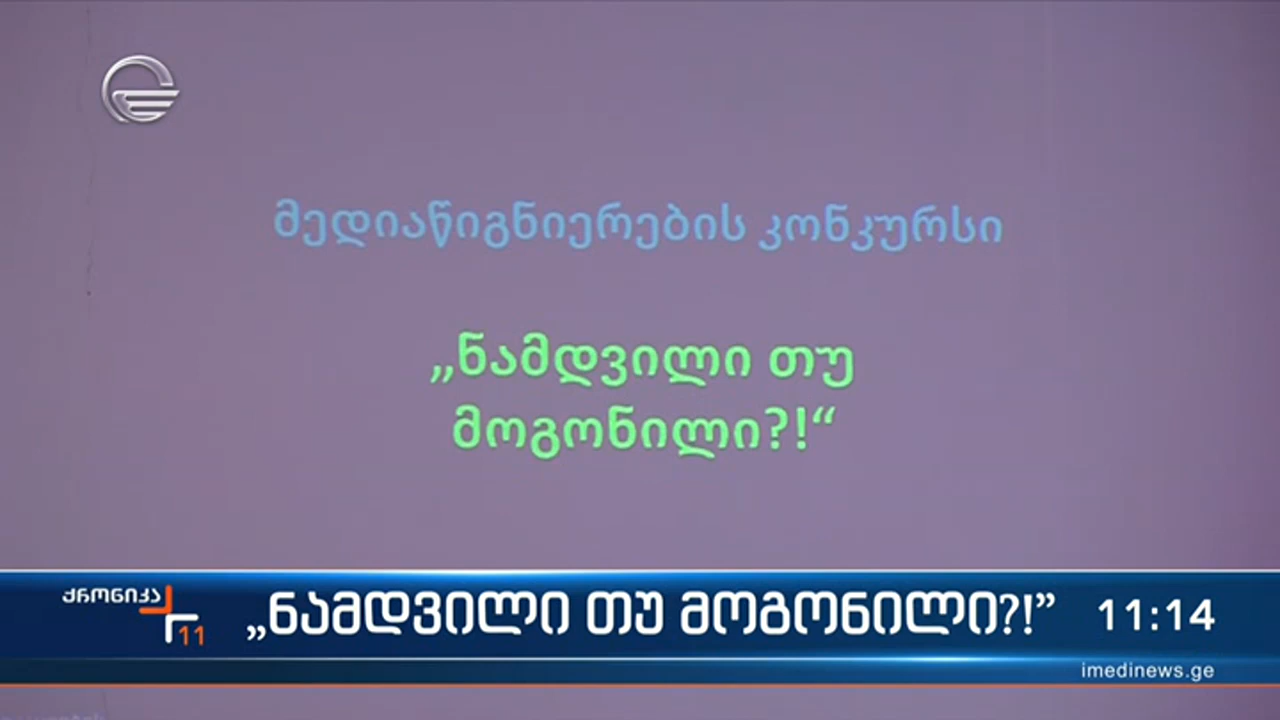 მედიაწიგნიერების კონკურსი
„ნამდვილი თუ
მოგონილი?!“
ქრონიკა
11
„ნამდვილი თუ მოგონილი?!”
11:14
imedinews.ge